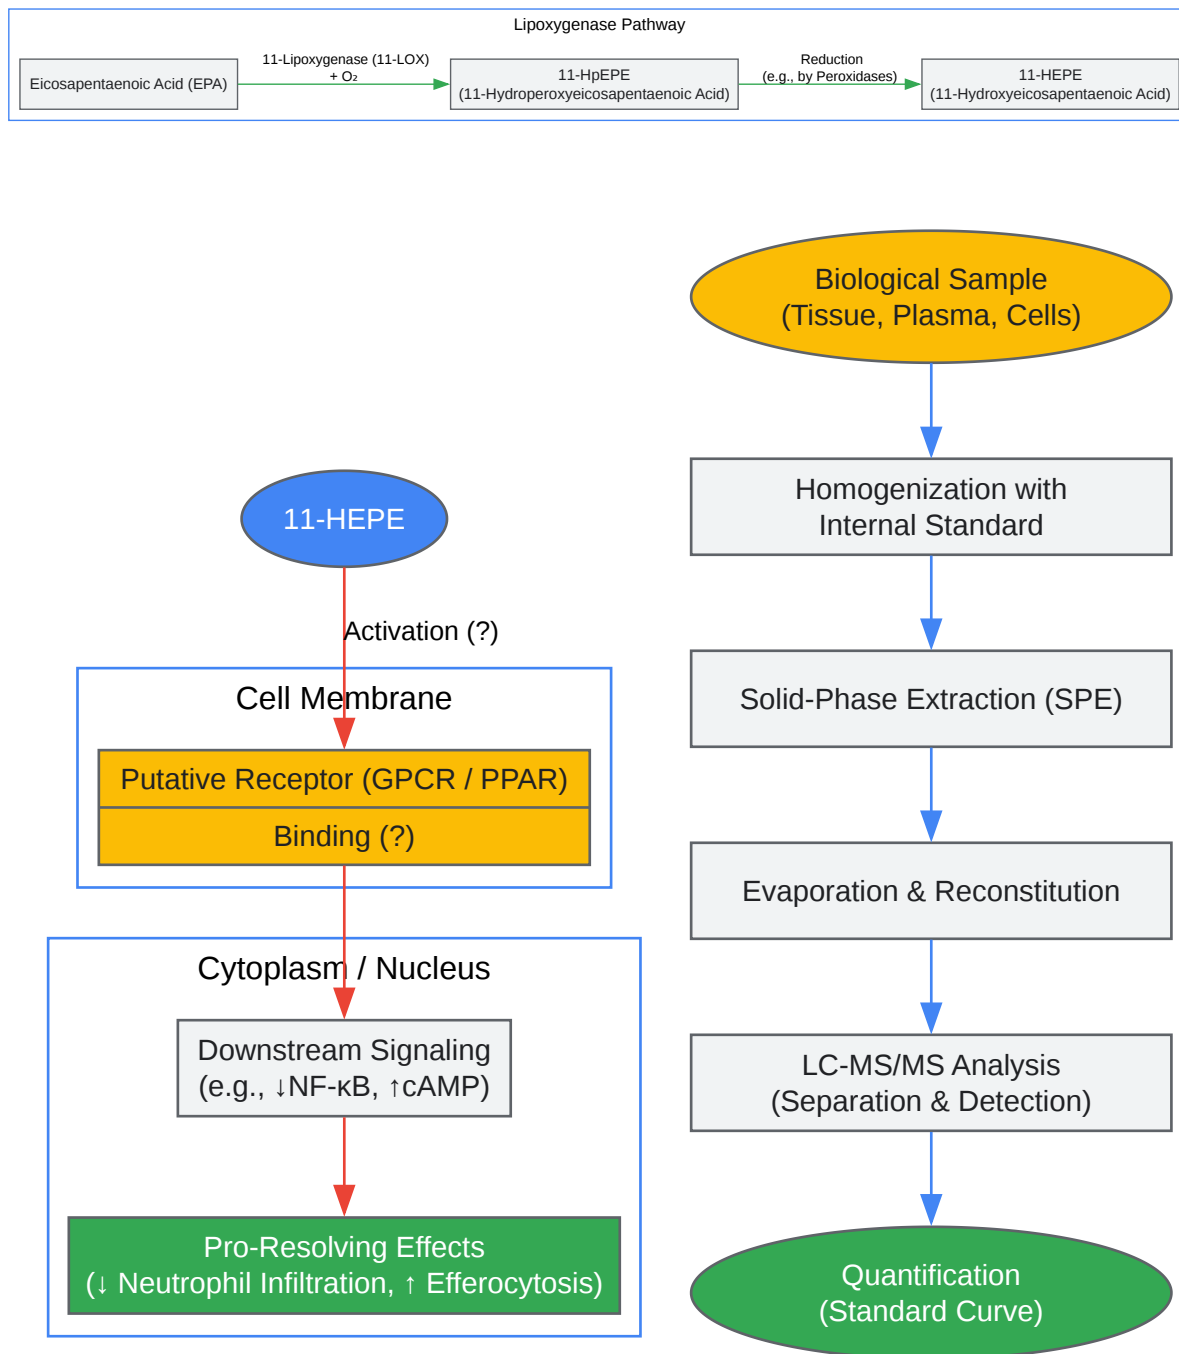 Lipoxygenase Pathway
Eicosapentaenoic Acid (EPA)
11-Lipoxygenase (11-LOX)
+ O₂
11-HpEPE
(11-Hydroperoxyeicosapentaenoic Acid)
Reduction
(e.g., by Peroxidases)
11-HEPE
(11-Hydroxyeicosapentaenoic Acid)
11-HEPE
Activation (?)
Cell Membrane
Putative Receptor (GPCR / PPAR)
Binding (?)
Cytoplasm / Nucleus
Downstream Signaling
(e.g., ↓NF-κB, ↑cAMP)
Pro-Resolving Effects
(↓ Neutrophil Infiltration, ↑ Efferocytosis)
Biological Sample
(Tissue, Plasma, Cells)
Homogenization with
Internal Standard
Solid-Phase Extraction (SPE)
Evaporation & Reconstitution
LC-MS/MS Analysis
(Separation & Detection)
Quantification
(Standard Curve)